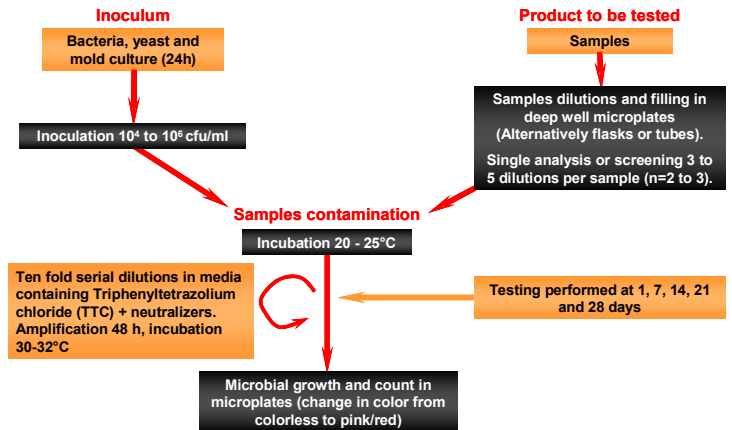 Inoculum
Bacteria, yeast and
mold culture (24h)
Inoculation 10⁴ to 10⁶ cfu/ml
Product to be tested
Samples
Samples dilutions and filling in
deep well microplates
(Alternatively flasks or tubes).
Single analysis or screening 3 to
5 dilutions per sample (n=2 to 3).
Samples contamination
Incubation 20 - 25°C
Ten fold serial dilutions in media
containing Triphenyltetrazolium
chloride (TTC) + neutralizers.
Amplification 48 h, incubation
30-32°C
Testing performed at 1, 7, 14, 21
and 28 days
Microbial growth and count in
microplates (change in color from
colorless to pink/red)